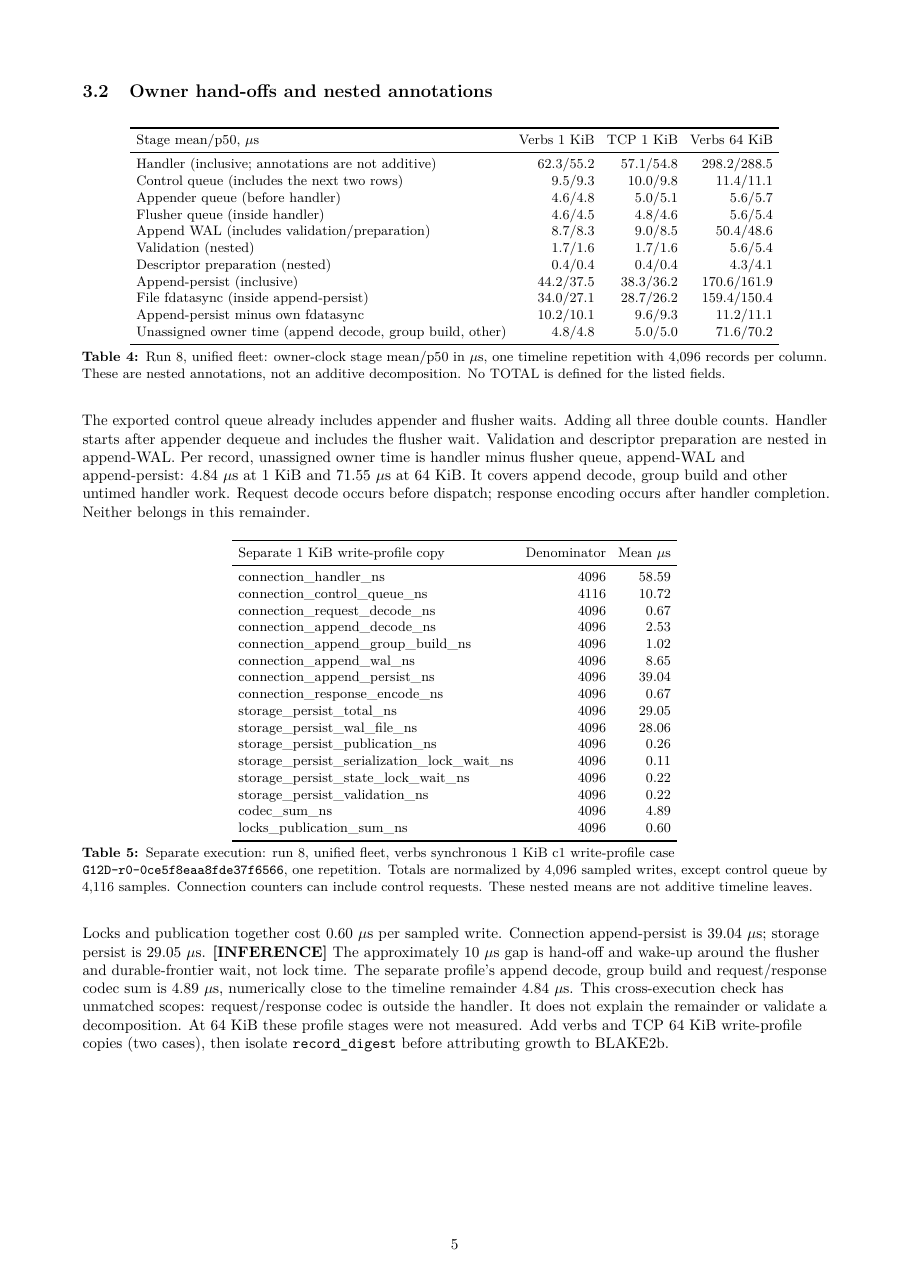 3.2 Owner hand-offs and nested annotations
Stage mean/p50, μs Verbs 1 KiB TCP 1 KiB Verbs 64 KiB
Handler (inclusive; annotations are not additive) 62.3/55.2 57.1/54.8 298.2/288.5
Control queue (includes the next two rows) 9.5/9.3 10.0/9.8 11.4/11.1
Appender queue (before handler) 4.6/4.8 5.0/5.1 5.6/5.7
Flusher queue (inside handler) 4.6/4.5 4.8/4.6 5.6/5.4
Append WAL (includes validation/preparation) 8.7/8.3 9.0/8.5 50.4/48.6
Validation (nested) 1.7/1.6 1.7/1.6 5.6/5.4
Descriptor preparation (nested) 0.4/0.4 0.4/0.4 4.3/4.1
Append-persist (inclusive) 44.2/37.5 38.3/36.2 170.6/161.9
File fdatasync (inside append-persist) 34.0/27.1 28.7/26.2 159.4/150.4
Append-persist minus own fdatasync 10.2/10.1 9.6/9.3 11.2/11.1
Unassigned owner time (append decode, group build, other) 4.8/4.8 5.0/5.0 71.6/70.2
Table 4: Run 8, unified fleet: owner-clock stage mean/p50 in μs, one timeline repetition with 4,096 records per column.
These are nested annotations, not an additive decomposition. No TOTAL is defined for the listed fields.
The exported control queue already includes appender and flusher waits. Adding all three double counts. Handler
starts after appender dequeue and includes the flusher wait. Validation and descriptor preparation are nested in
append-WAL. Per record, unassigned owner time is handler minus flusher queue, append-WAL and
append-persist: 4.84 μs at 1 KiB and 71.55 μs at 64 KiB. It covers append decode, group build and other
untimed handler work. Request decode occurs before dispatch; response encoding occurs after handler completion.
Neither belongs in this remainder.
Separate 1 KiB write-profile copy Denominator Mean μs
connection_handler_ns 4096 58.59
connection_control_queue_ns 4116 10.72
connection_request_decode_ns 4096 0.67
connection_append_decode_ns 4096 2.53
connection_append_group_build_ns 4096 1.02
connection_append_wal_ns 4096 8.65
connection_append_persist_ns 4096 39.04
connection_response_encode_ns 4096 0.67
storage_persist_total_ns 4096 29.05
storage_persist_wal_file_ns 4096 28.06
storage_persist_publication_ns 4096 0.26
storage_persist_serialization_lock_wait_ns 4096 0.11
storage_persist_state_lock_wait_ns 4096 0.22
storage_persist_validation_ns 4096 0.22
codec_sum_ns 4096 4.89
locks_publication_sum_ns 4096 0.60
Table 5: Separate execution: run 8, unified fleet, verbs synchronous 1 KiB c1 write-profile case
G12D-r0-0ce5f8eaa8fde37f6566, one repetition. Totals are normalized by 4,096 sampled writes, except control queue by
4,116 samples. Connection counters can include control requests. These nested means are not additive timeline leaves.
Locks and publication together cost 0.60 μs per sampled write. Connection append-persist is 39.04 μs; storage
persist is 29.05 μs. [INFERENCE] The approximately 10 μs gap is hand-off and wake-up around the flusher
and durable-frontier wait, not lock time. The separate profile's append decode, group build and request/response
codec sum is 4.89 μs, numerically close to the timeline remainder 4.84 μs. This cross-execution check has
unmatched scopes: request/response codec is outside the handler. It does not explain the remainder or validate a
decomposition. At 64 KiB these profile stages were not measured. Add verbs and TCP 64 KiB write-profile
copies (two cases), then isolate record_digest before attributing growth to BLAKE2b.
5